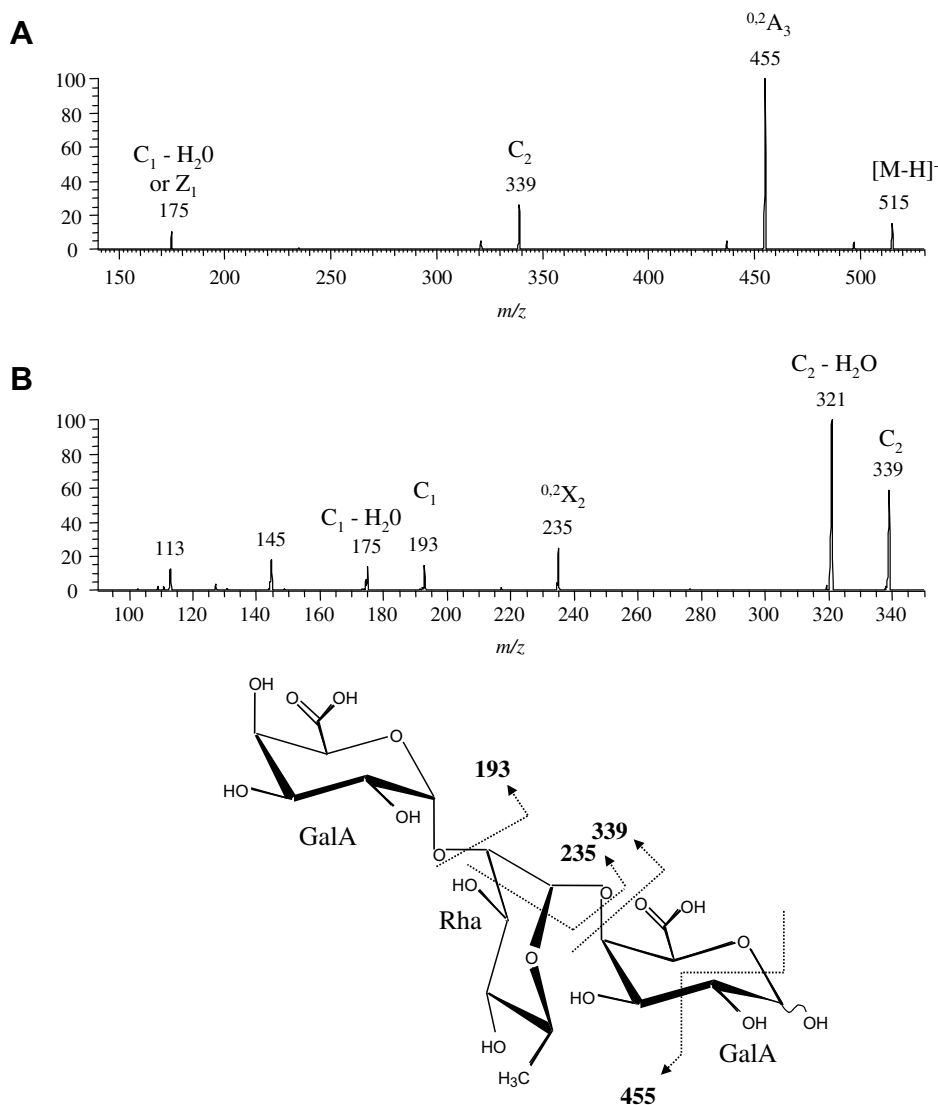 A
100
80
60
40
20
0
C₁ - H₂0
or Z₁
175
C₂
339
⁰,²A₃
455
[M-H]⁻
515
150 200 250 300 350 400 450 500
m/z
B
100
80
60
40
20
0
113
145
C₁ - H₂0
175
C₁
193
⁰,²X₂
235
C₂ - H₂O
321
C₂
339
100 120 140 160 180 200 220 240 260 280 300 320 340
m/z
OH
O
OH
O
HO
OH
GalA
193
O
HO
Rha
339
235
O
O
HO
H₃C
O
OH
O
HO
OH
OH
GalA
455